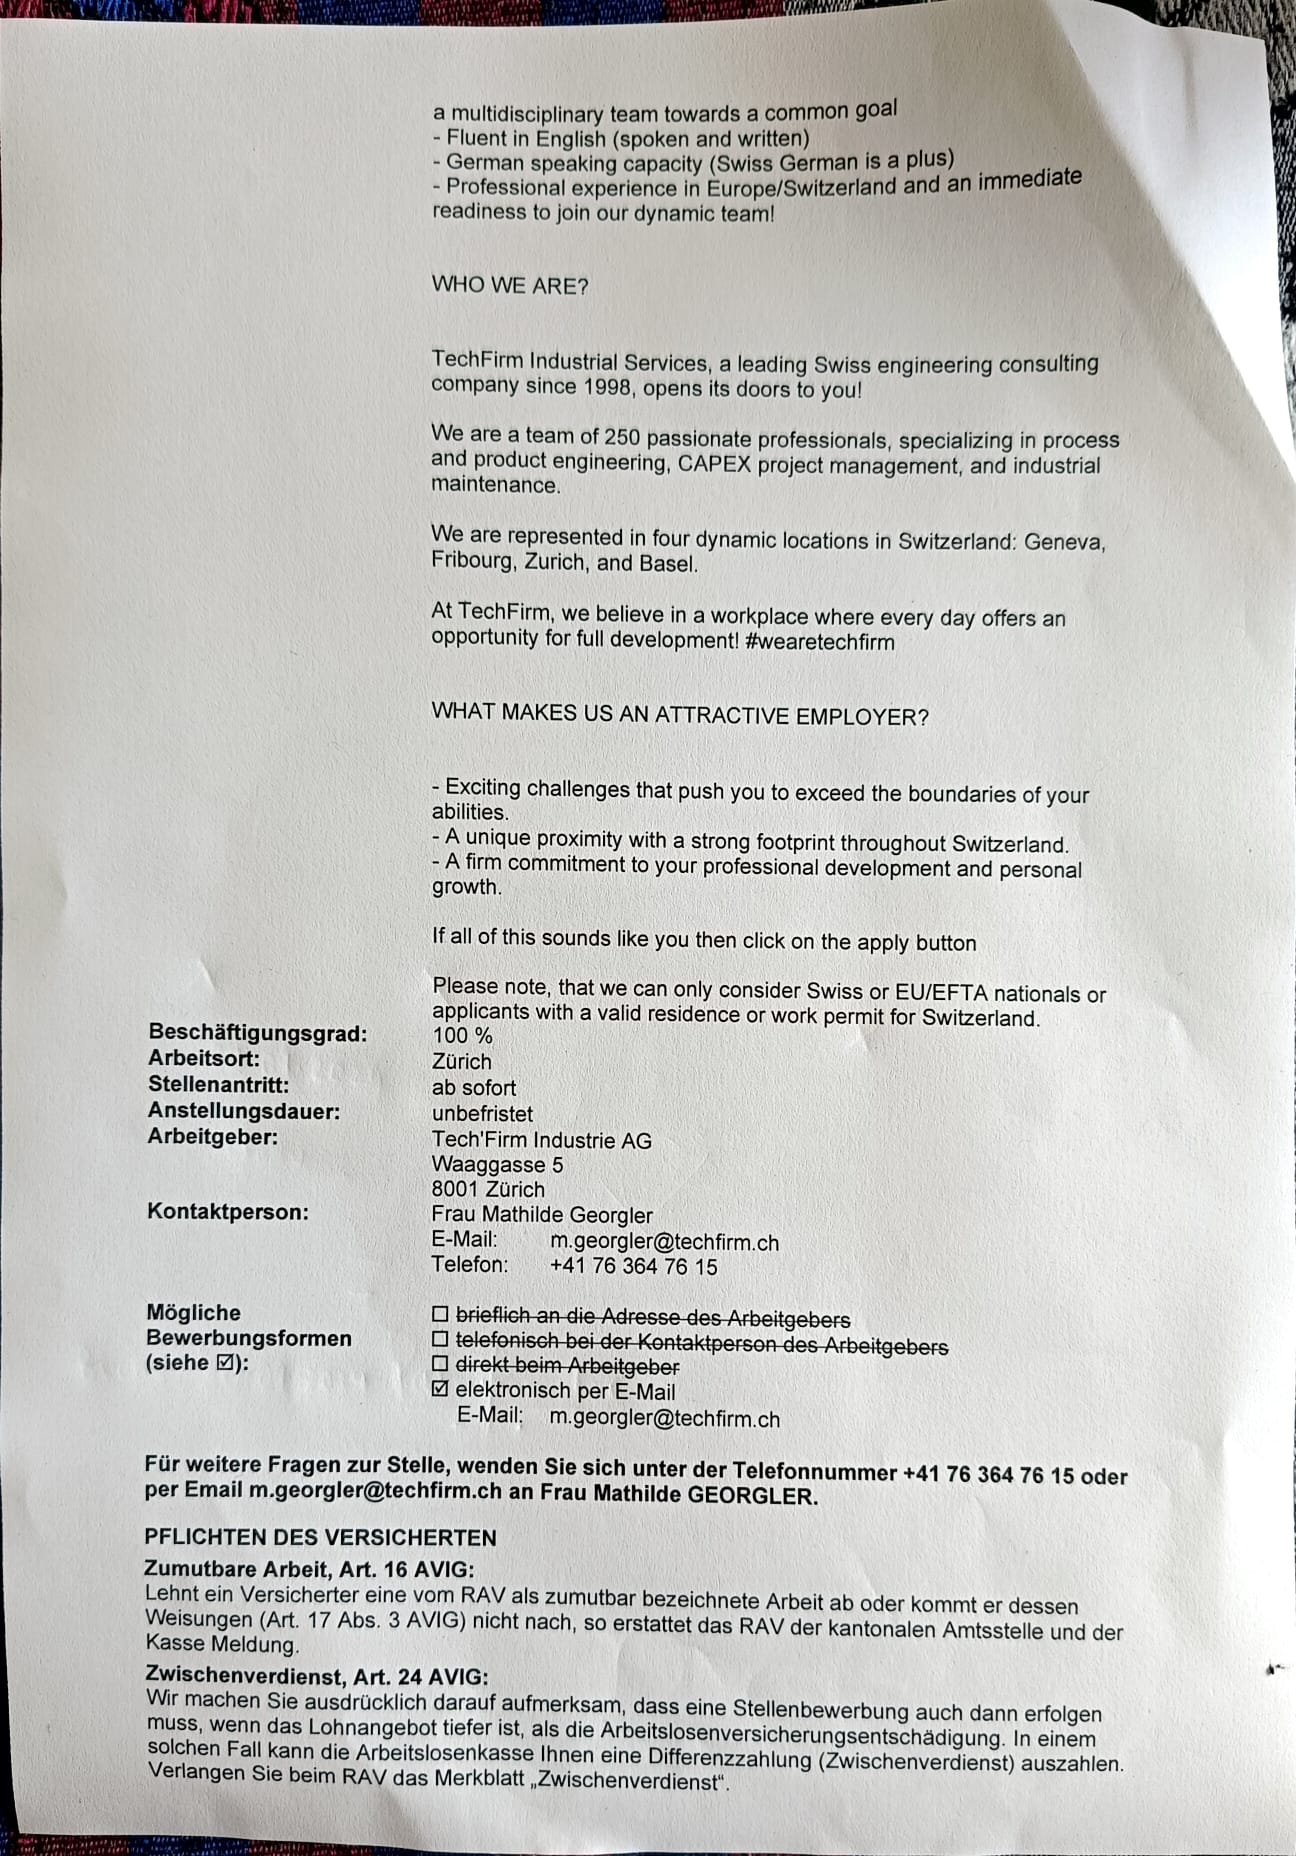 a multidisciplinary team towards a common goal
- Fluent in English (spoken and written)
- German speaking capacity (Swiss German is a plus)
- Professional experience in Europe/Switzerland and an immediate
readiness to join our dynamic team!
WHO WE ARE?
TechFirm Industrial Services, a leading Swiss engineering consulting
company since 1998, opens its doors to you!
We are a team of 250 passionate professionals, specializing in process
and product engineering, CAPEX project management, and industrial
maintenance.
We are represented in four dynamic locations in Switzerland: Geneva,
Fribourg, Zurich, and Basel.
At TechFirm, we believe in a workplace where every day offers an
opportunity for full development! #wearetechfirm
WHAT MAKES US AN ATTRACTIVE EMPLOYER?
- Exciting challenges that push you to exceed the boundaries of your
abilities.
- A unique proximity with a strong footprint throughout Switzerland.
- A firm commitment to your professional development and personal
growth.
If all of this sounds like you then click on the apply button
Please note, that we can only consider Swiss or EU/EFTA nationals or
applicants with a valid residence or work permit for Switzerland.
Beschäftigungsgrad: 100 %
Arbeitsort: Zürich
Stellenantritt: ab sofort
Anstellungsdauer: unbefristet
Arbeitgeber: Tech'Firm Industrie AG
Waaggasse 5
8001 Zürich
Kontaktperson: Frau Mathilde Georgler
E-Mail: m.georgler@techfirm.ch
Telefon: +41 76 364 76 15
Mögliche ☐ brieflich an die Adresse des Arbeitgebers
Bewerbungsformen ☐ telefonisch bei der Kontaktperson des Arbeitgebers
(siehe ☑): ☐ direkt beim Arbeitgeber
☑ elektronisch per E-Mail
E-Mail: m.georgler@techfirm.ch
Für weitere Fragen zur Stelle, wenden Sie sich unter der Telefonnummer +41 76 364 76 15 oder
per Email m.georgler@techfirm.ch an Frau Mathilde GEORGLER.
PFLICHTEN DES VERSICHERTEN
Zumutbare Arbeit, Art. 16 AVIG:
Lehnt ein Versicherter eine vom RAV als zumutbar bezeichnete Arbeit ab oder kommt er dessen
Weisungen (Art. 17 Abs. 3 AVIG) nicht nach, so erstattet das RAV der kantonalen Amtsstelle und der
Kasse Meldung.
Zwischenverdienst, Art. 24 AVIG:
Wir machen Sie ausdrücklich darauf aufmerksam, dass eine Stellenbewerbung auch dann erfolgen
muss, wenn das Lohnangebot tiefer ist, als die Arbeitslosenversicherungsentschädigung. In einem
solchen Fall kann die Arbeitslosenkasse Ihnen eine Differenzzahlung (Zwischenverdienst) auszahlen.
Verlangen Sie beim RAV das Merkblatt „Zwischenverdienst“.